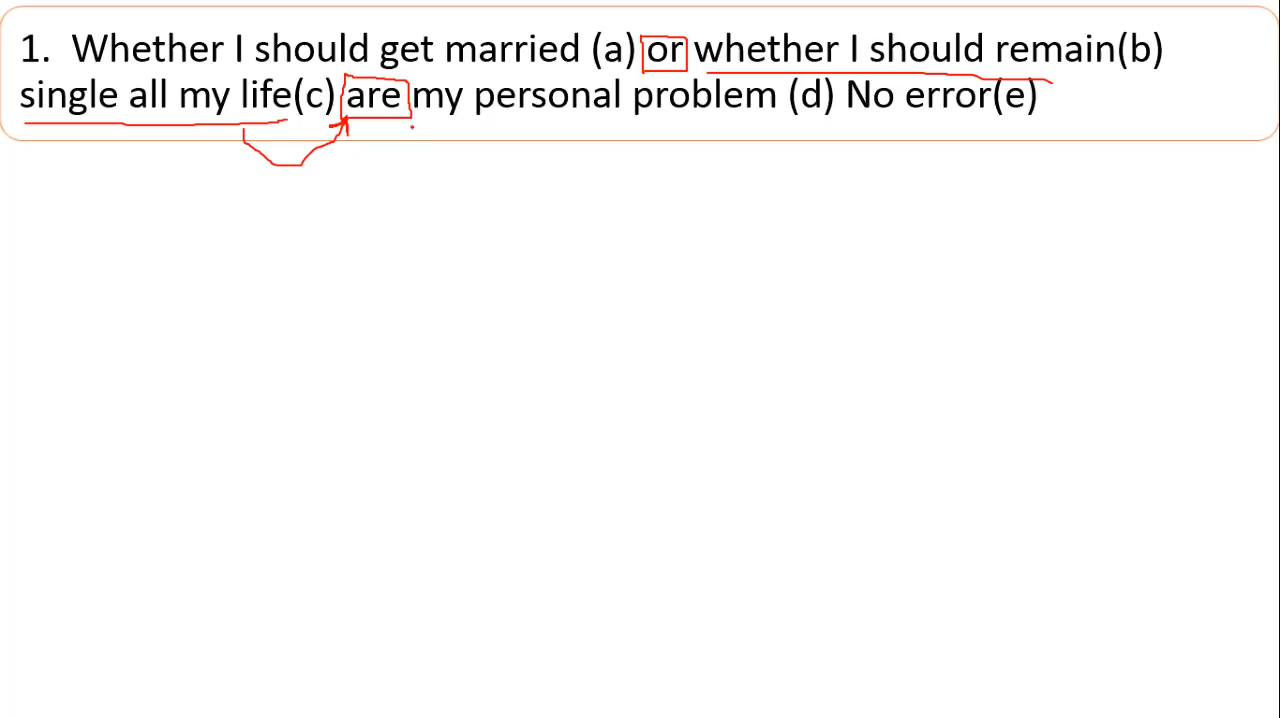 1. Whether I should get married (a) or whether I should remain(b)
single all my life(c) are my personal problem (d) No error(e)